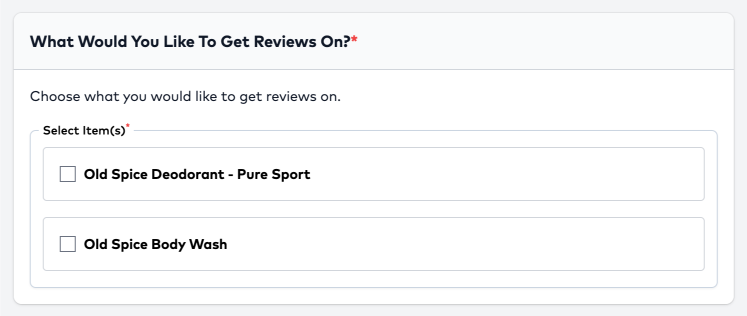 What Would You Like To Get Reviews On?*
Choose what you would like to get reviews on.
Select Item(s)*
Old Spice Deodorant - Pure Sport
Old Spice Body Wash